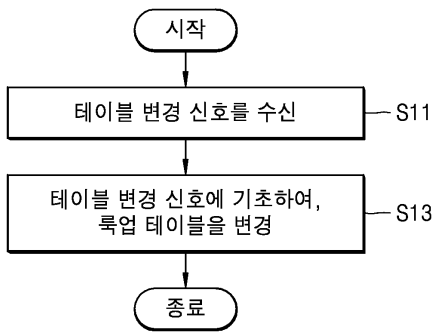 시작
테이블 변경 신호를 수신
S11
테이블 변경 신호에 기초하여,
룩업 테이블을 변경
S13
종료